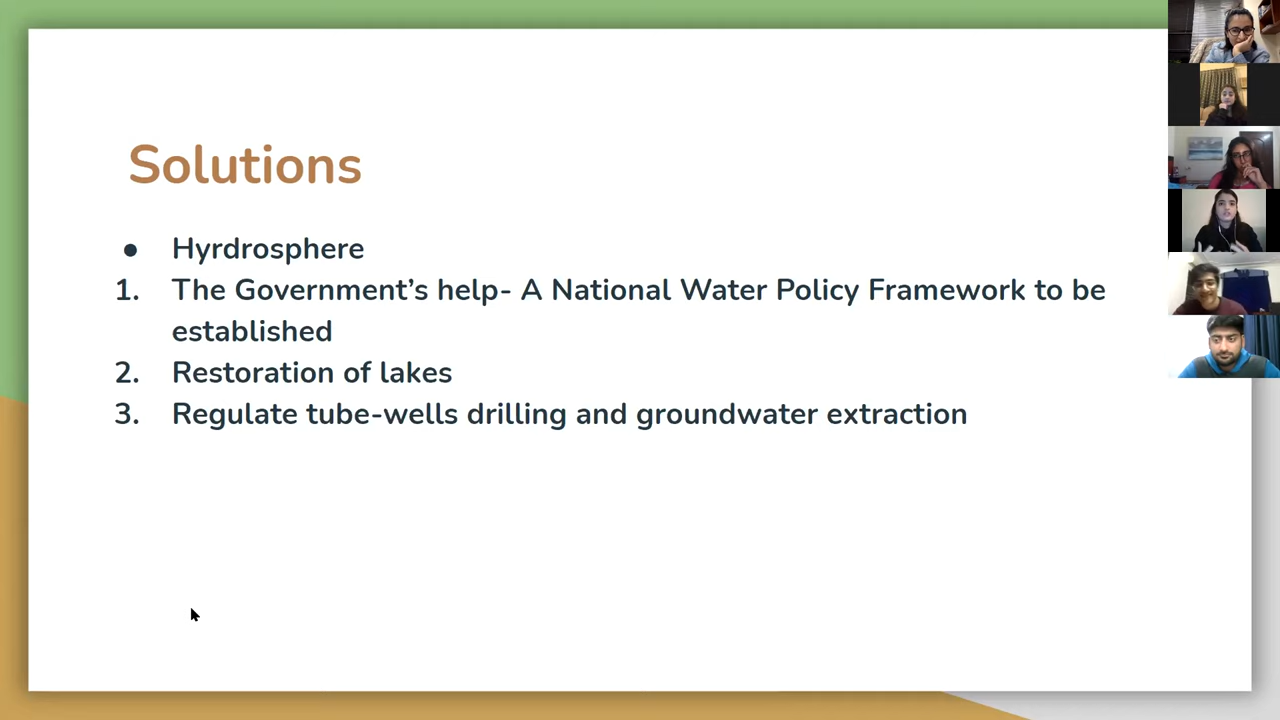 Solutions
● Hyrdrosphere
1. The Government’s help- A National Water Policy Framework to be
established
2. Restoration of lakes
3. Regulate tube-wells drilling and groundwater extraction